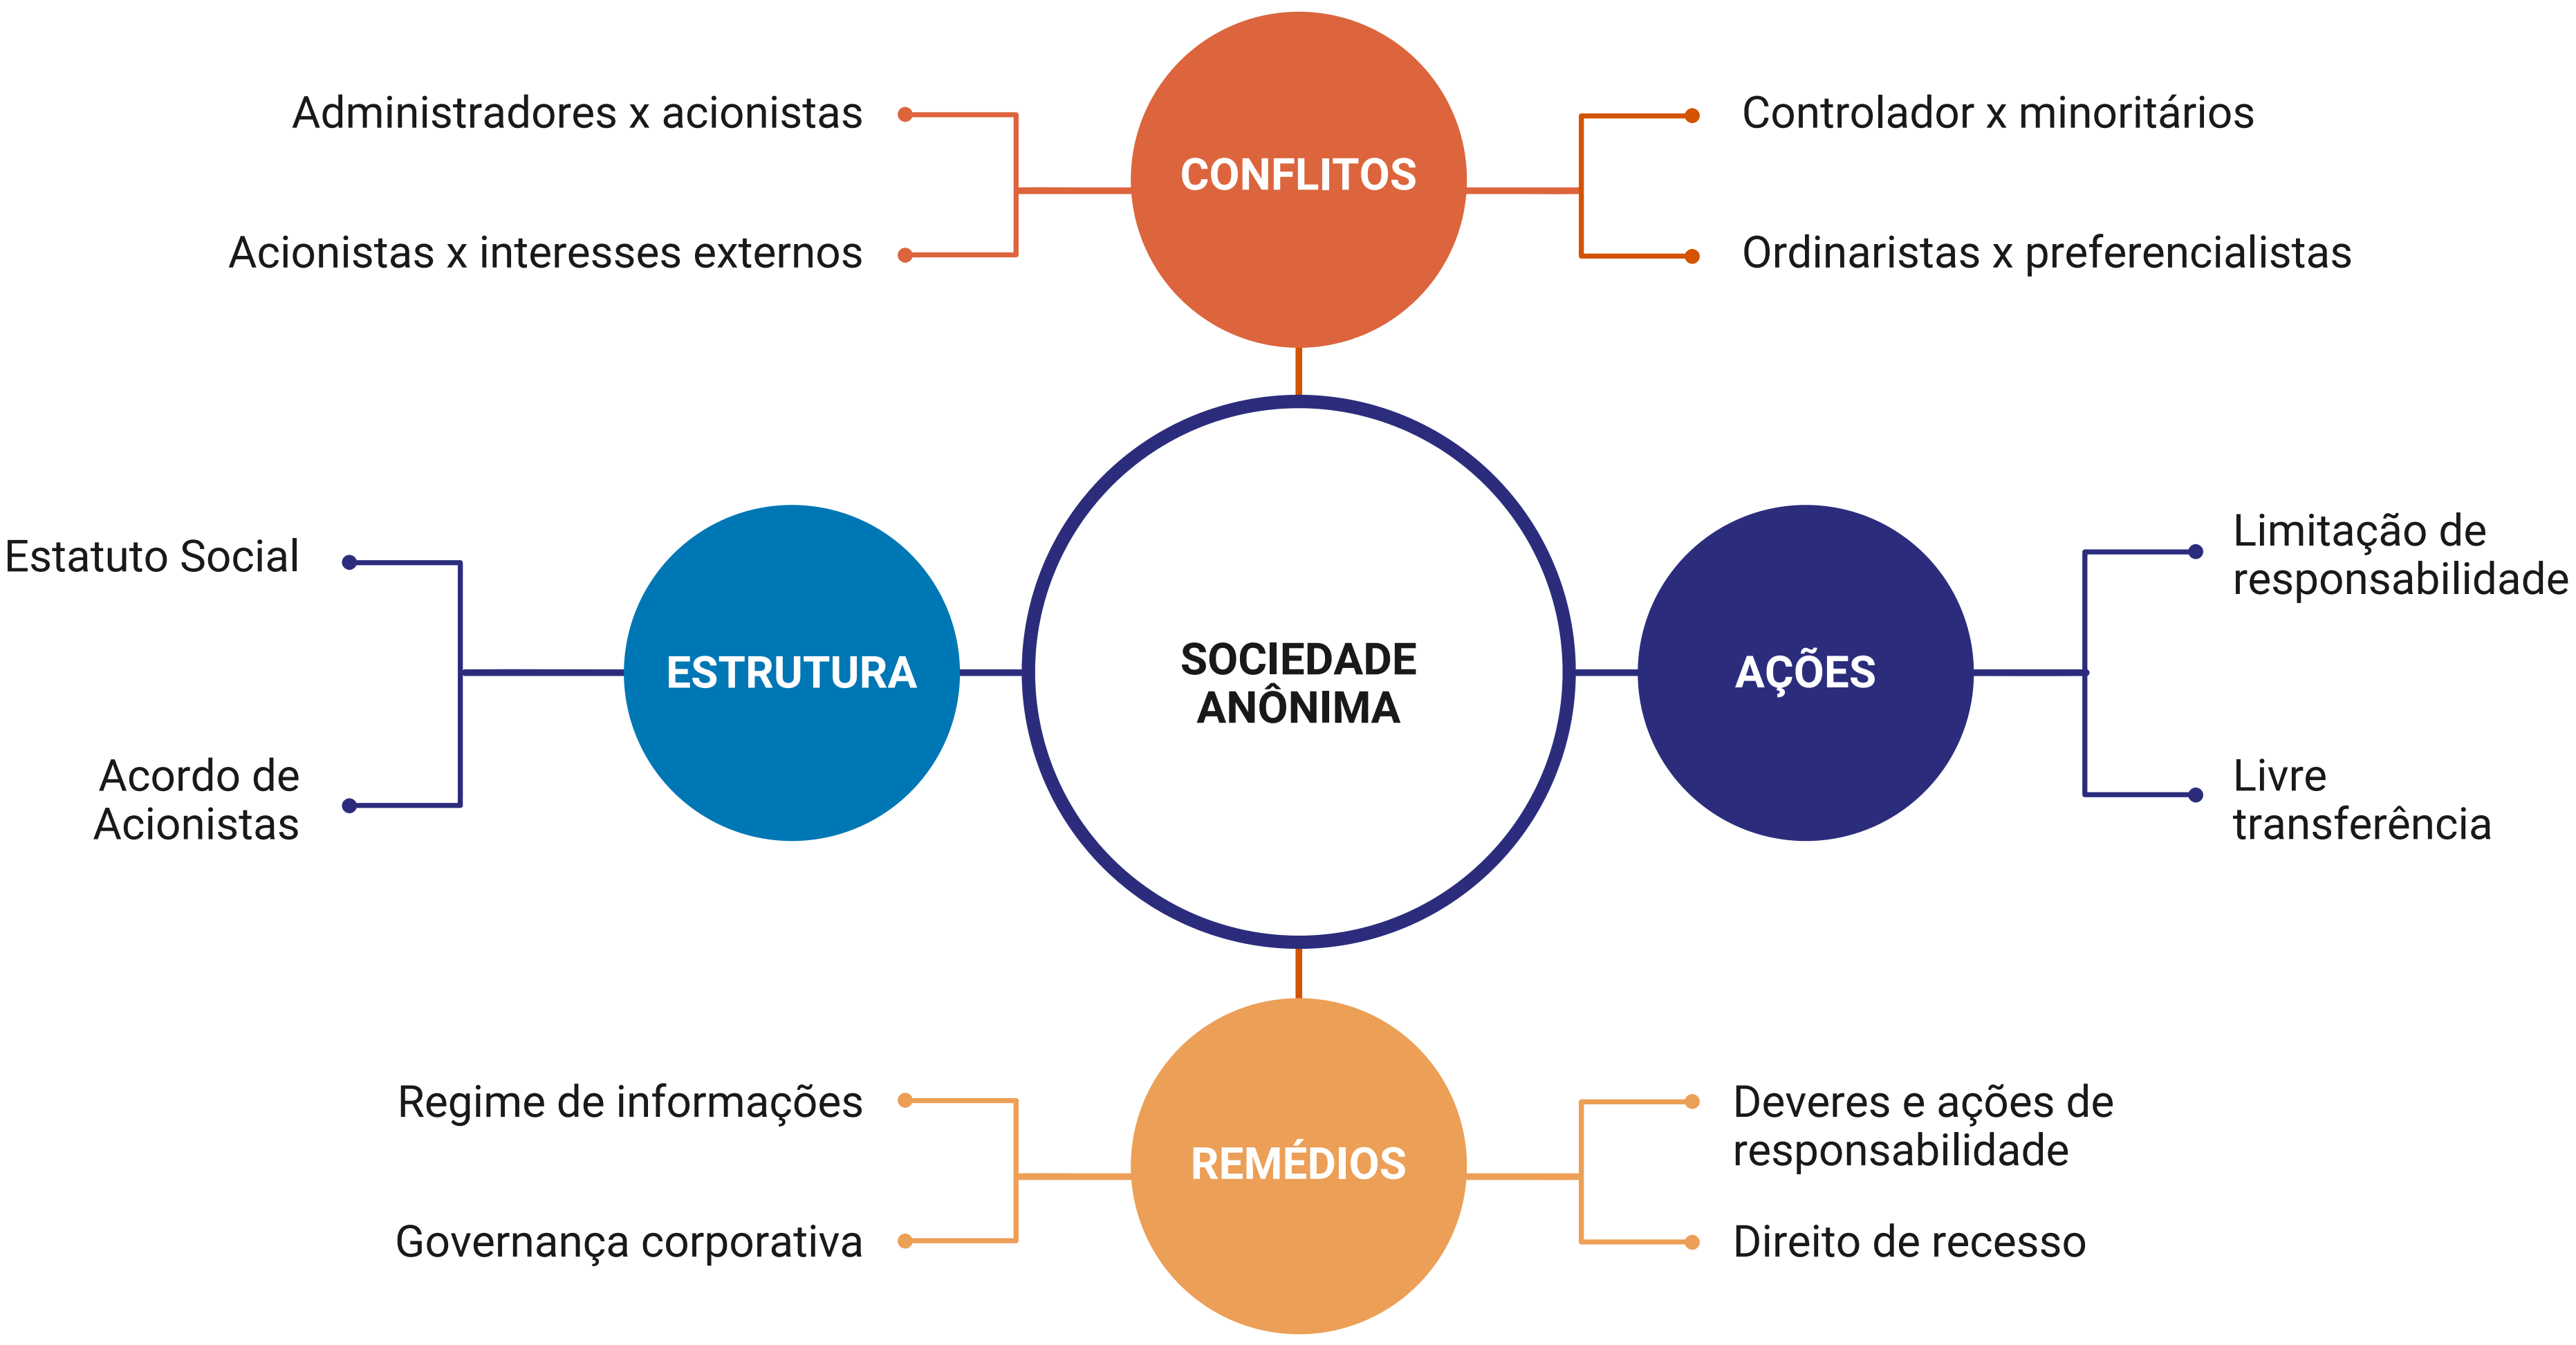 CONFLITOS
Administradores x acionistas
Acionistas x interesses externos
Controlador x minoritários
Ordinaristas x preferencialistas
ESTRUTURA
Estatuto Social
Acordo de
Acionistas
SOCIEDADE
ANÔNIMA
AÇÕES
Limitação de
responsabilidade
Livre
transferência
REMÉDIOS
Regime de informações
Governança corporativa
Deveres e ações de
responsabilidade
Direito de recesso